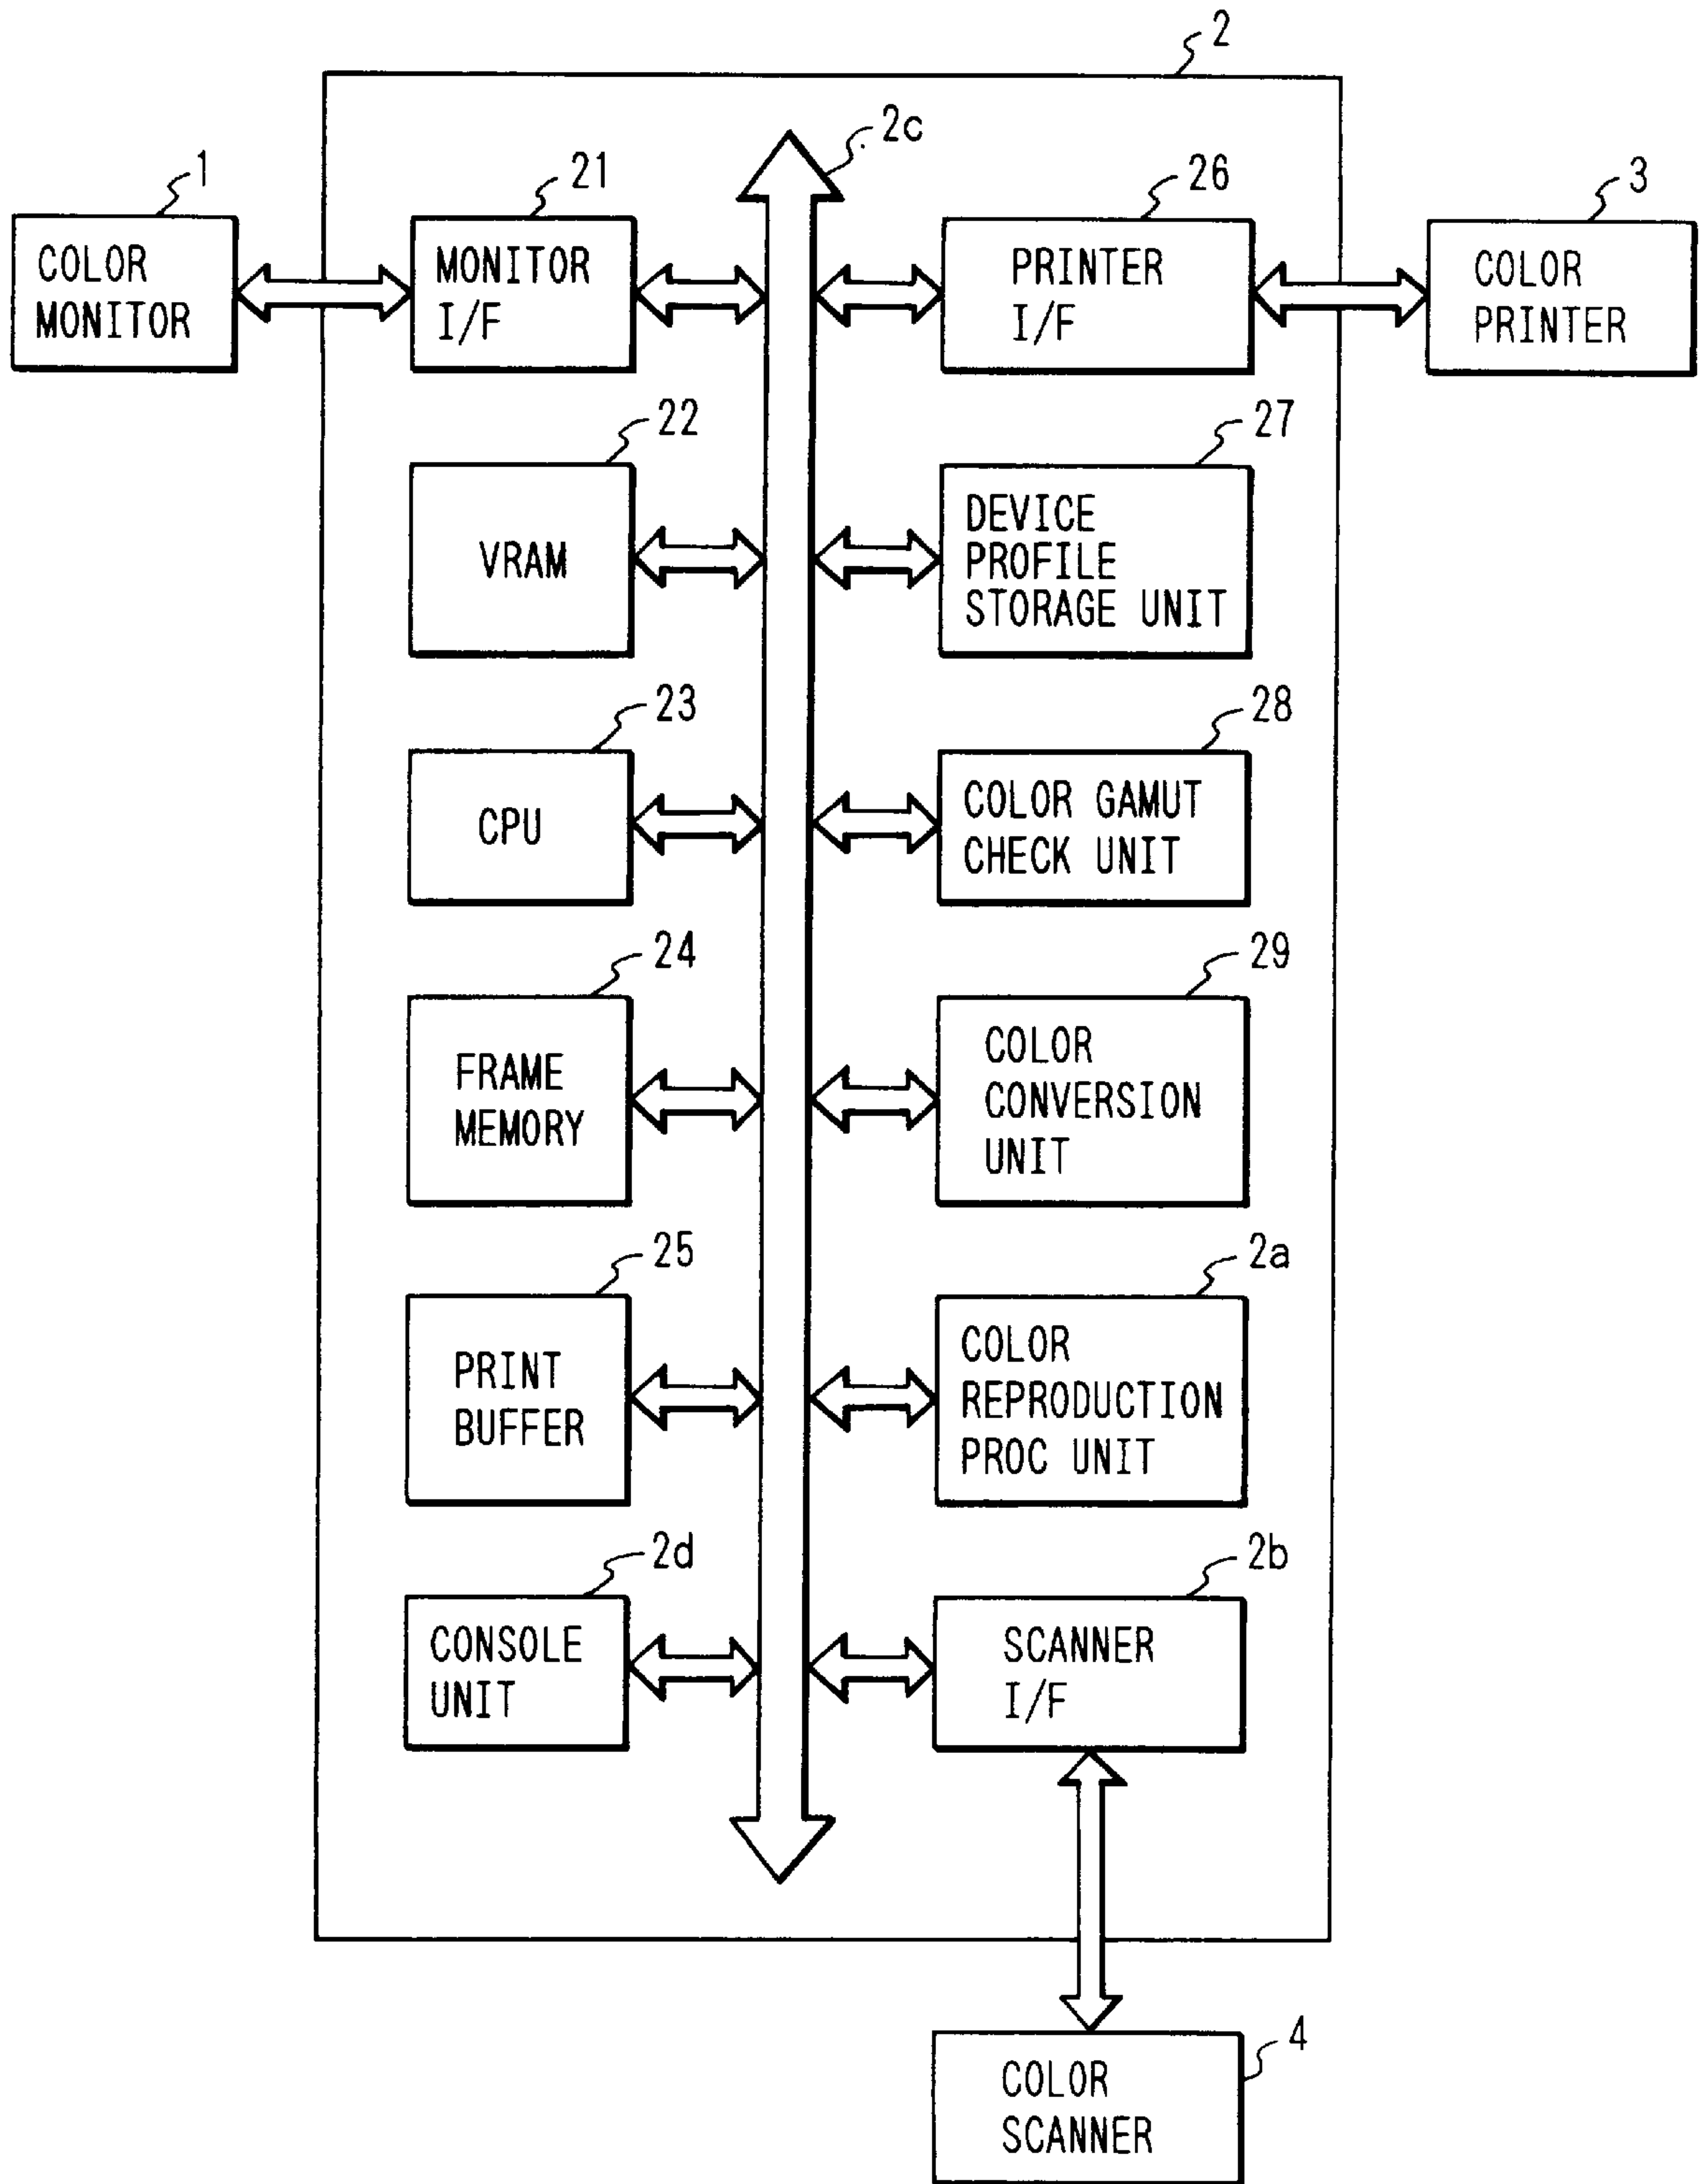 2
2c
1
21
26
3
COLOR
MONITOR
MONITOR
I/F
PRINTER
I/F
COLOR
PRINTER
22
27
VRAM
DEVICE
PROFILE
STORAGE UNIT
23
28
CPU
COLOR GAMUT
CHECK UNIT
24
29
FRAME
MEMORY
COLOR
CONVERSION
UNIT
25
2a
PRINT
BUFFER
COLOR
REPRODUCTION
PROC UNIT
2d
2b
CONSOLE
UNIT
SCANNER
I/F
4
COLOR
SCANNER